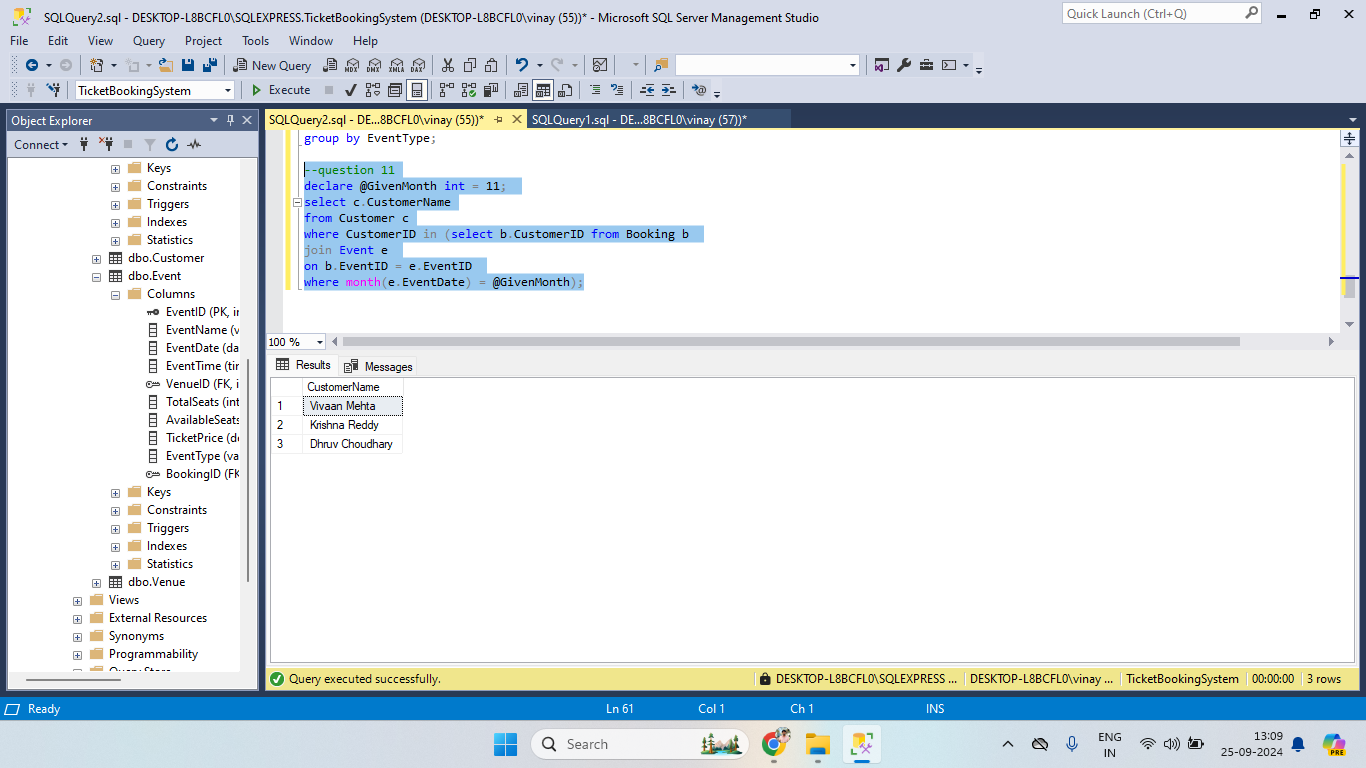 SQLQuery2.sql - DESKTOP-L8BCFL0\SQLEXPRESS.TicketBookingSystem (DESKTOP-L8BCFL0\vinay (55))* - Microsoft SQL Server Management Studio
Quick Launch (Ctrl+Q)
File Edit View Query Project Tools Window Help
New Query MDX DMX XMLA DAX
TicketBookingSystem Execute
Object Explorer
SQLQuery2.sql - DE...8BCFL0\vinay (55))*
SQLQuery1.sql - DE...8BCFL0\vinay (57))*
Connect
Keys
Constraints
Triggers
Indexes
Statistics
dbo.Customer
dbo.Event
Columns
EventID (PK, in
EventName (v
EventDate (da
EventTime (tir
VenueID (FK, i
TotalSeats (int
AvailableSeats
TicketPrice (de
EventType (va
BookingID (FK
Keys
Constraints
Triggers
Indexes
Statistics
dbo.Venue
Views
External Resources
Synonyms
Programmability
Query Store
group by EventType;
--question 11
declare @GivenMonth int = 11;
select c.CustomerName
from Customer c
where CustomerID in (select b.CustomerID from Booking b
join Event e
on b.EventID = e.EventID
where month(e.EventDate) = @GivenMonth);
100 %
Results Messages
CustomerName
1 Vivaan Mehta
2 Krishna Reddy
3 Dhruv Choudhary
Query executed successfully.
DESKTOP-L8BCFL0\SQLEXPRESS ... DESKTOP-L8BCFL0\vinay ... TicketBookingSystem 00:00:00 3 rows
Ready Ln 61 Col 1 Ch 1 INS
Search
ENG
IN
13:09
25-09-2024
PRE